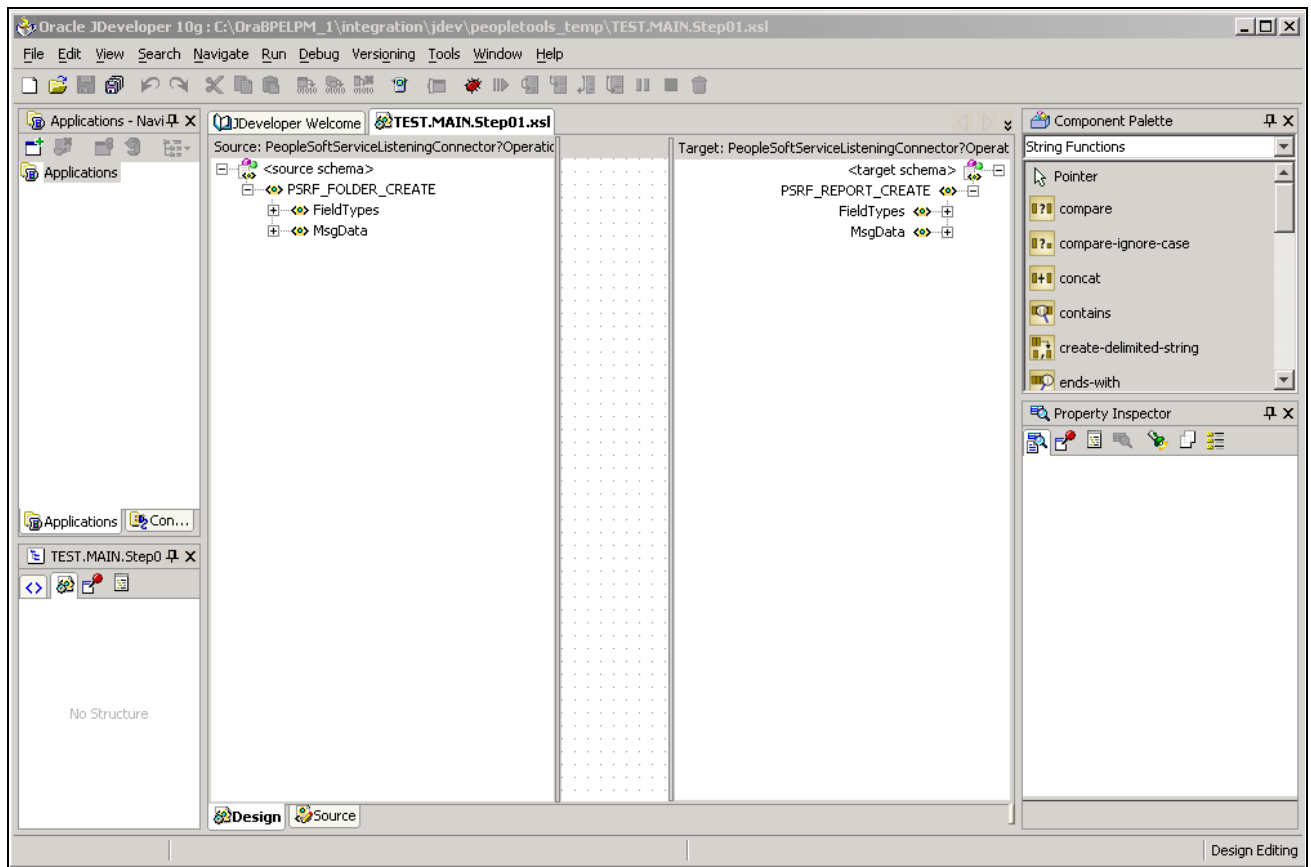 Oracle JDeveloper 10g : C:\OraBPELPM_1\integration\jdev\peopletools_temp\TEST.MAIN.Step01.xsl
File Edit View Search Navigate Run Debug Versioning Tools Window Help
Applications - Navi
Applications
Applications
Con...
TEST.MAIN.Step0
No Structure
JDeveloper Welcome
TEST.MAIN.Step01.xsl
Source: PeopleSoftServiceListeningConnector?Operatic
<source schema>
PSRF_FOLDER_CREATE
FieldTypes
MsgData
Target: PeopleSoftServiceListeningConnector?Operat
<target schema>
PSRF_REPORT_CREATE
FieldTypes
MsgData
Design
Source
Component Palette
String Functions
Pointer
compare
compare-ignore-case
concat
contains
create-delimited-string
ends-with
Property Inspector
Design Editing